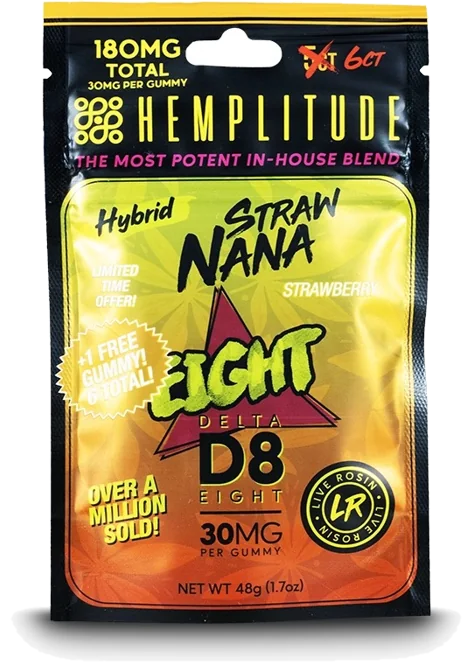 180MG
TOTAL
30MG PER GUMMY
5CT 6CT
HEMPLITUDE
THE MOST POTENT IN-HOUSE BLEND
Hybrid
STRAW
NANA
LIMITED
TIME
OFFER!
STRAWBERRY
+1 FREE
GUMMY!
6 TOTAL!
EIGHT
DELTA
D8
EIGHT
OVER A
MILLION
SOLD!
30MG
PER GUMMY
LIVE ROSIN • LIVE ROSIN •
LR
NET WT 48g (1.7oz)